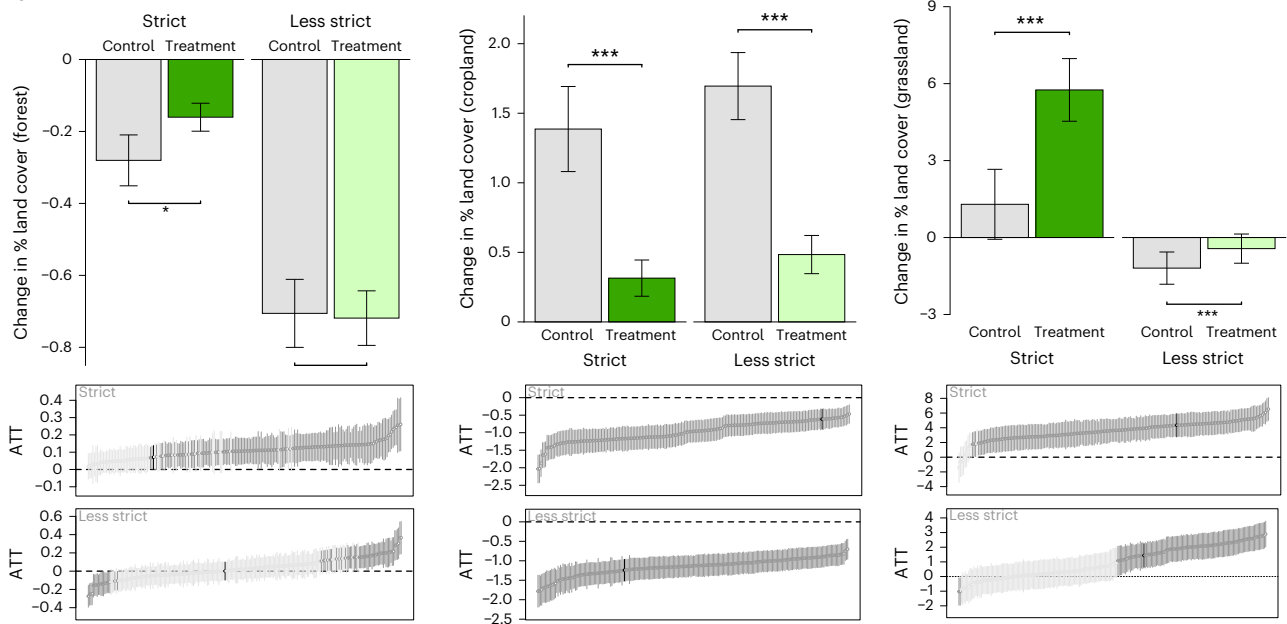 Strict Less strict
Control Treatment Control Treatment
Change in % land cover (forest)
0
−0.2
−0.4
−0.6
−0.8
*
Change in % land cover (cropland)
2.0
1.5
1.0
0.5
0
***
***
Control Treatment Control Treatment
Strict Less strict
Change in % land cover (grassland)
9
6
3
0
−3
***
***
Control Treatment Control Treatment
Strict Less strict
Strict
ATT
0.4
0.3
0.2
0.1
0
−0.1
Strict
ATT
0
−0.5
−1.0
−1.5
−2.0
−2.5
Strict
ATT
8
6
4
2
0
−2
−4
Less strict
ATT
0.6
0.4
0.2
0
−0.2
−0.4
Less strict
ATT
0
−0.5
−1.0
−1.5
−2.0
−2.5
Less strict
ATT
4
3
2
1
0
−1
−2